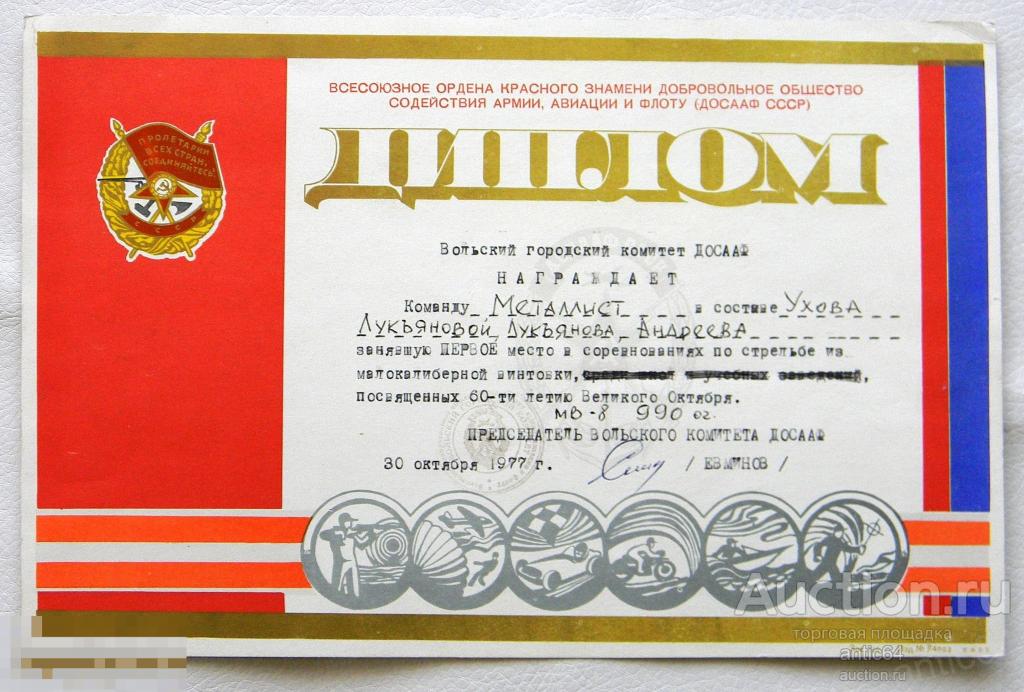 ВСЕСОЮЗНОЕ ОРДЕНА КРАСНОГО ЗНАМЕНИ ДОБРОВОЛЬНОЕ ОБЩЕСТВО
СОДЕЙСТВИЯ АРМИИ, АВИАЦИИ И ФЛОТУ (ДОСААФ СССР)
ДИПЛОМ
ПРОЛЕТАРИИ
ВСЕХ СТРАН,
СОЕДИНЯЙТЕСЬ!
СССР
Вольский городский комитет ДОСААФ
НАГРАЖДАЕТ
Команду Металлист в составе Ухова
Лукьяновой, Лукьянова, Андреева
занявшую ПЕРВОЕ место в соревнованиях по стрельбе из
малокалиберной винтовки, среди школ и учебных заведений,
посвященных 60-ти летию Великого Октября.
МВ-8 990 оч.
ПРЕДСЕДАТЕЛЬ ВОЛЬСКОГО КОМИТЕТА ДОСААФ
30 октября 1977 г. / ЕВМИНОВ /
Auction.ru
торговая площадка
antic64
auction.ru